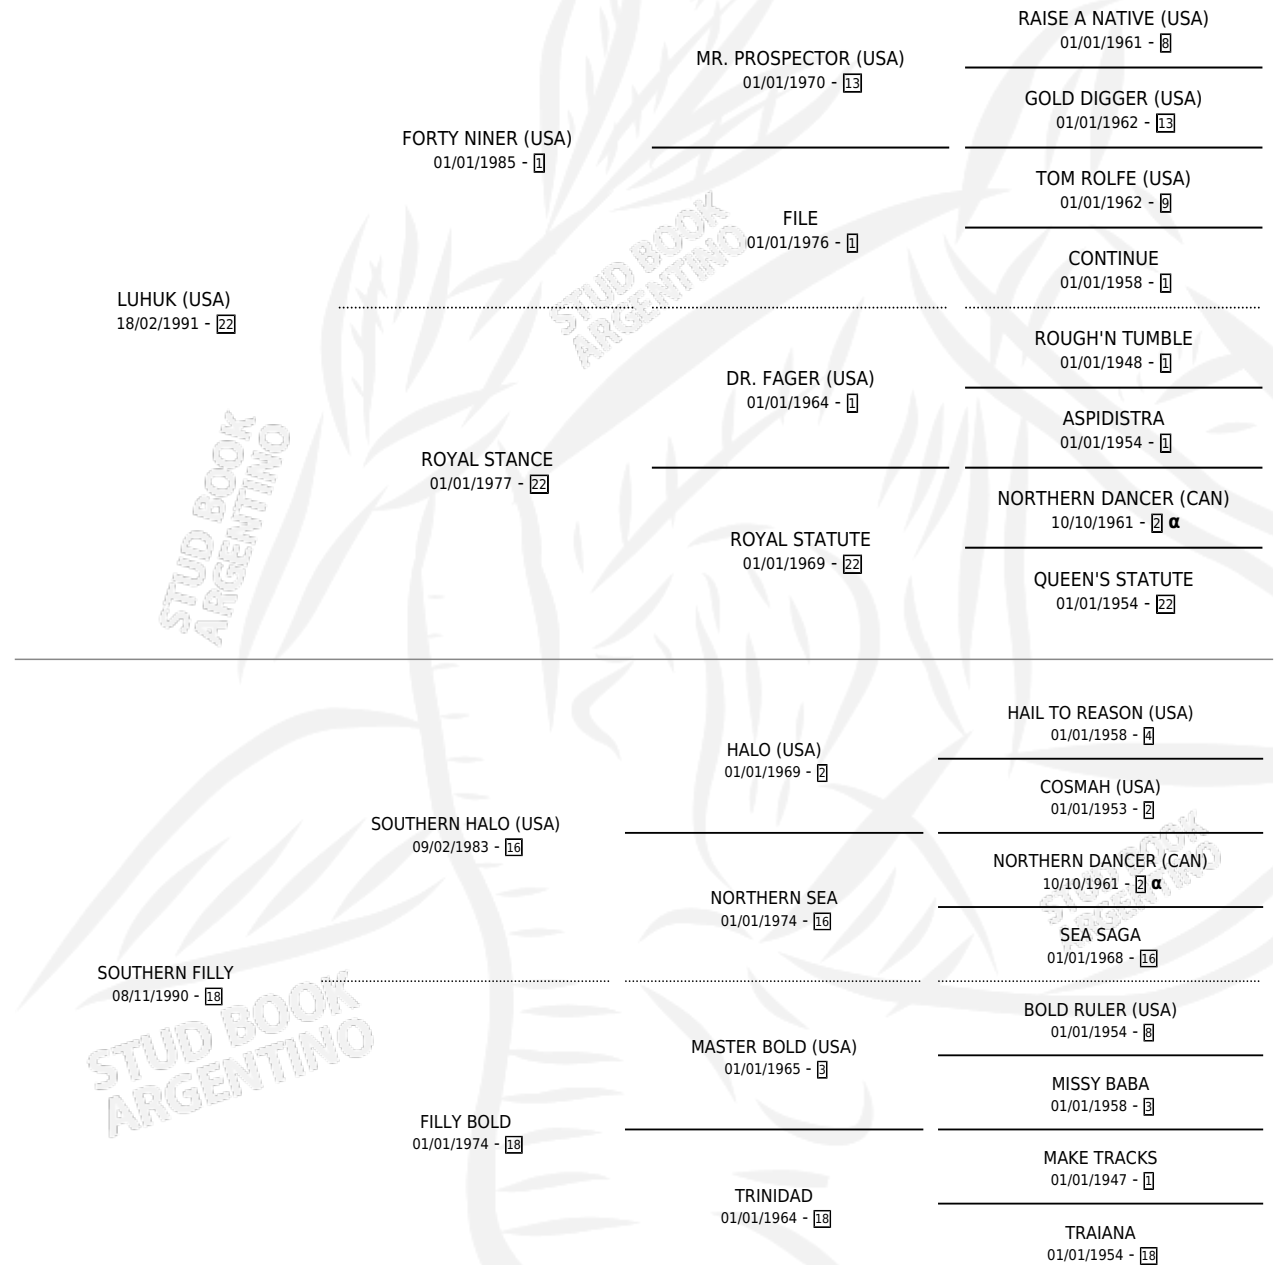 RAISE A NATIVE (USA)
01/01/1961 - 8
MR. PROSPECTOR (USA)
01/01/1970 - 13
GOLD DIGGER (USA)
01/01/1962 - 13
FORTY NINER (USA)
01/01/1985 - 1
TOM ROLFE (USA)
01/01/1962 - 9
FILE
01/01/1976 - 1
CONTINUE
01/01/1958 - 1
LUHUK (USA)
18/02/1991 - 22
ROUGH'N TUMBLE
01/01/1948 - 1
DR. FAGER (USA)
01/01/1964 - 1
ASPIDISTRA
01/01/1954 - 1
ROYAL STANCE
01/01/1977 - 22
NORTHERN DANCER (CAN)
10/10/1961 - 2 α
ROYAL STATUTE
01/01/1969 - 22
QUEEN'S STATUTE
01/01/1954 - 22
HAIL TO REASON (USA)
01/01/1958 - 4
HALO (USA)
01/01/1969 - 2
COSMAH (USA)
01/01/1953 - 2
SOUTHERN HALO (USA)
09/02/1983 - 16
NORTHERN DANCER (CAN)
10/10/1961 - 2 α
NORTHERN SEA
01/01/1974 - 16
SEA SAGA
01/01/1968 - 16
SOUTHERN FILLY
08/11/1990 - 18
BOLD RULER (USA)
01/01/1954 - 8
MASTER BOLD (USA)
01/01/1965 - 3
MISSY BABA
01/01/1958 - 3
FILLY BOLD
01/01/1974 - 18
MAKE TRACKS
01/01/1947 - 1
TRINIDAD
01/01/1964 - 18
TRAIANA
01/01/1954 - 18
STUD BOOK
ARGENTINO
STUD BOOK
ARGENTINO
STUD BOOK
ARGENTINO
STUD BOOK
ARGENTINO